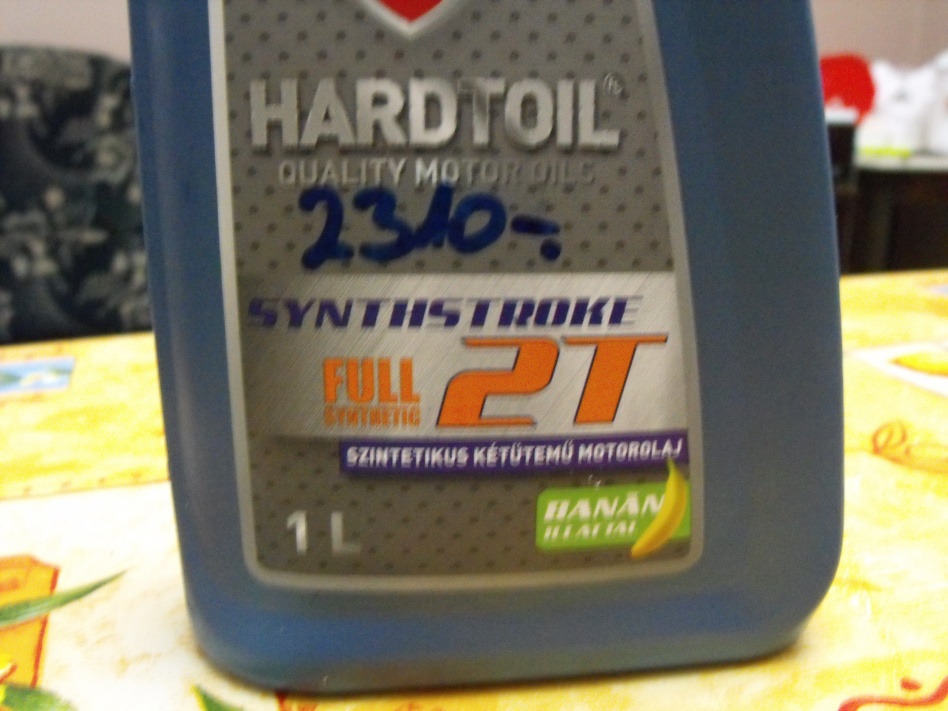 HARDTOIL®
QUALITY MOTOR OILS
2310-:
SYNTHSTROKE
FULL
SYNTHETIC
2T
SZINTETIKUS KÉTÜTEMŰ MOTOROLAJ
BANÁN
ILLATTAL
1 L